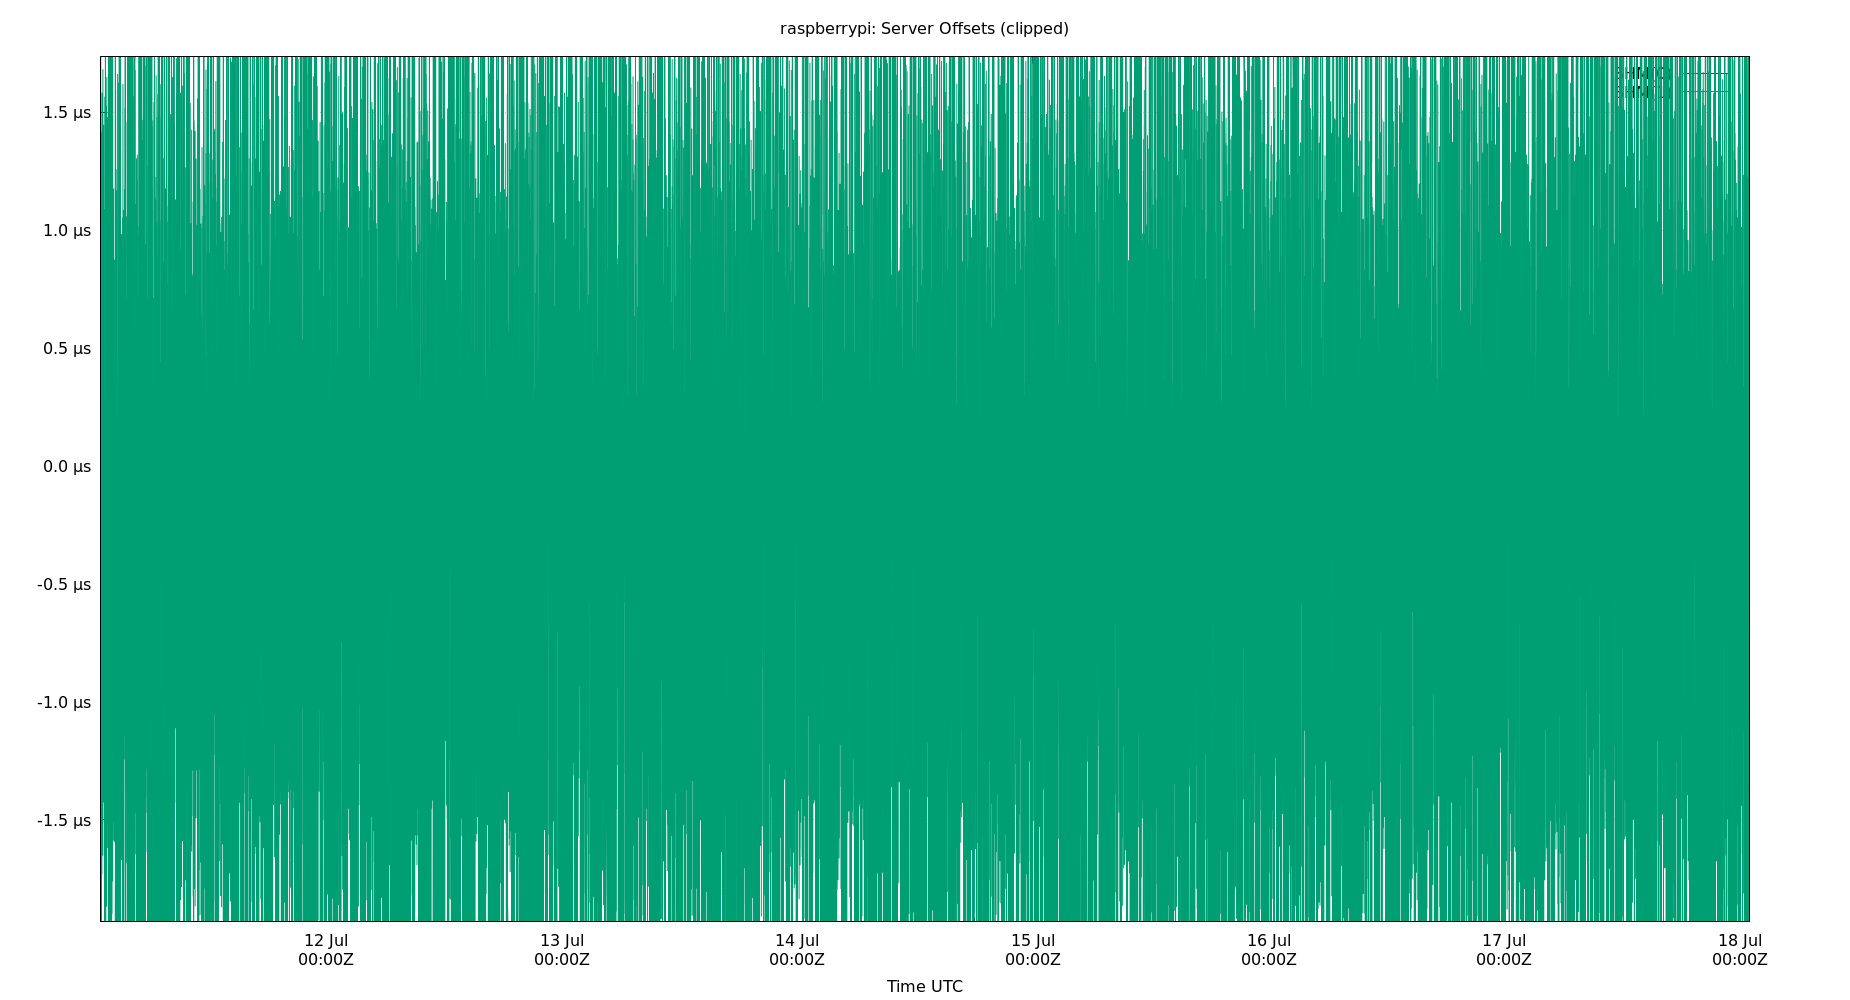 raspberrypi: Server Offsets (clipped)
1.5 µs
1.0 µs
0.5 µs
0.0 µs
-0.5 µs
-1.0 µs
-1.5 µs
12 Jul
00:00Z
13 Jul
00:00Z
14 Jul
00:00Z
15 Jul
00:00Z
16 Jul
00:00Z
17 Jul
00:00Z
18 Jul
00:00Z
Time UTC